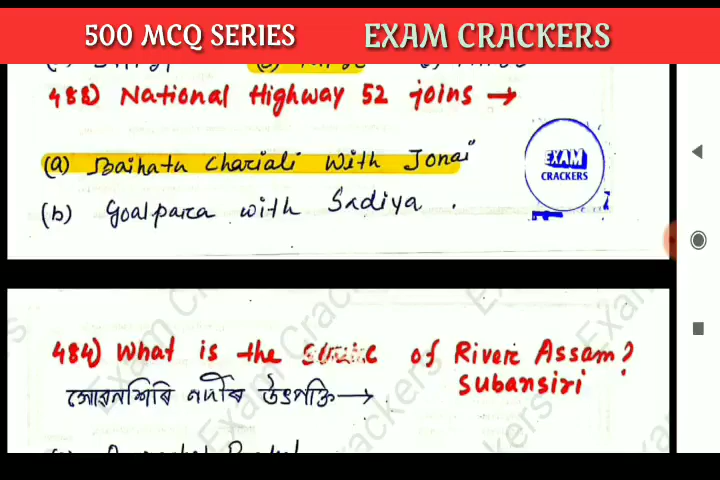 500 MCQ SERIES EXAM CRACKERS
488) National Highway 52 joins →
(a) Baihata Chariali with Jonai
EXAM
CRACKERS
(b) Goalpara with Sadiya.
484) What is the of River Assam?
Subansiri
সোৱনশিৰি নদীৰ উৎপত্তি →